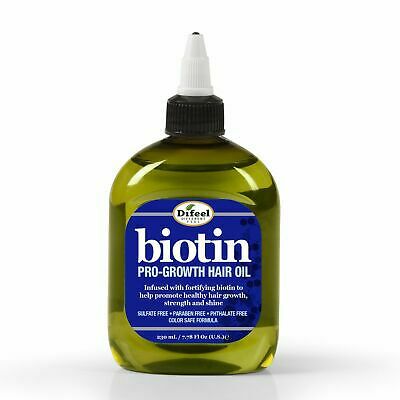 Difeel
biotin
PRO-GROWTH HAIR OIL
Infused with fortifying biotin to
help promote healthy hair growth,
strength and shine
SULFATE FREE • PARABEN FREE • PHTHALATE FREE
COLOR SAFE FORMULA
230 mL / 7.78 Fl Oz (U.S.) ℮